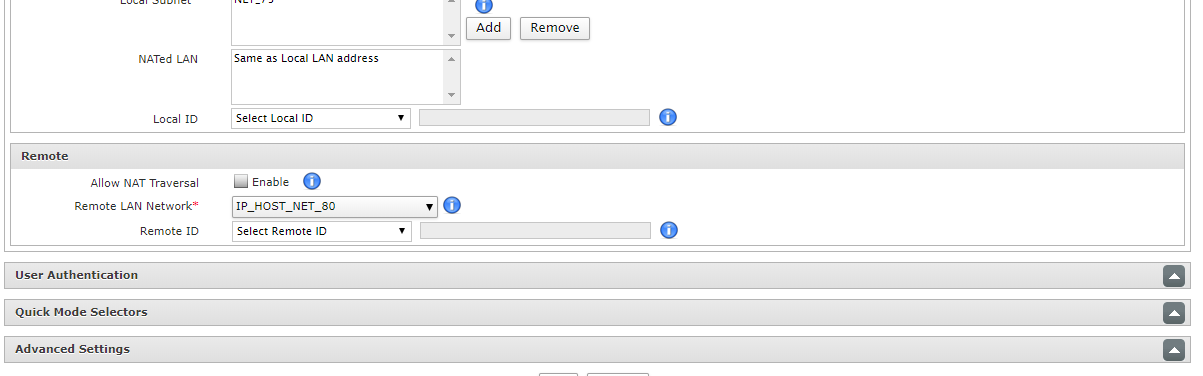 Local Subnet
NET_75
Add Remove
NATed LAN Same as Local LAN address
Local ID Select Local ID
Remote
Allow NAT Traversal Enable
Remote LAN Network* IP_HOST_NET_80
Remote ID Select Remote ID
User Authentication
Quick Mode Selectors
Advanced Settings